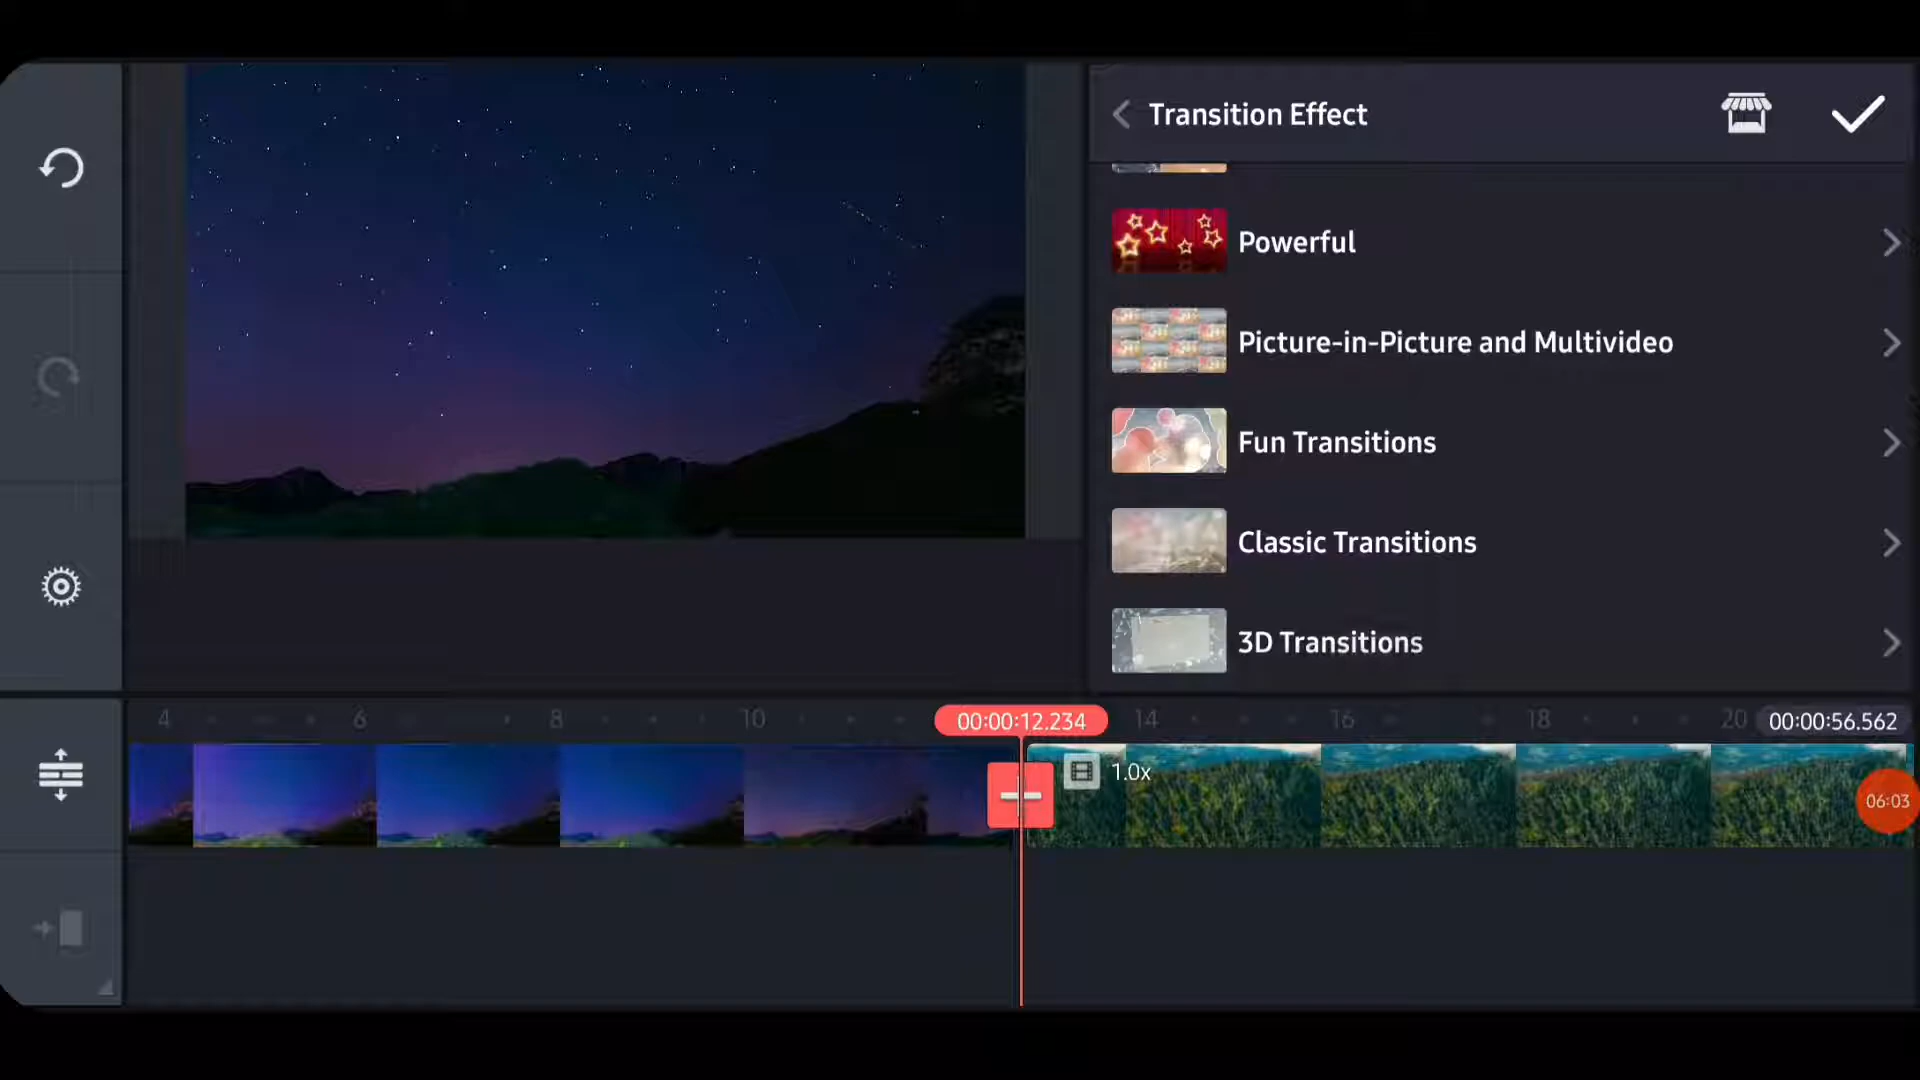 Transition Effect
Powerful
Picture-in-Picture and Multivideo
Fun Transitions
Classic Transitions
3D Transitions
4 6 8 10 00:00:12.234 14 16 18 20 00:00:56.562
1.0x
06:03